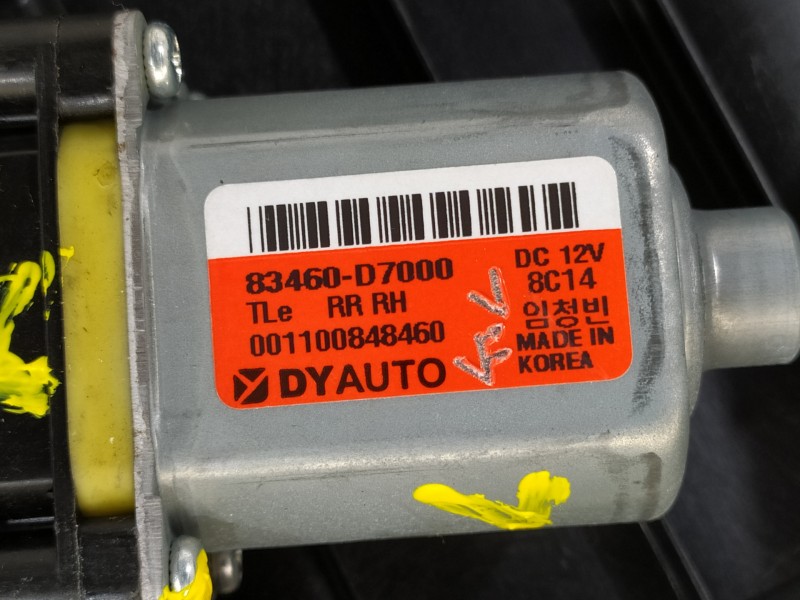 83460-D7000
TLe RR RH
001100848460
DYAUTO
DC 12V
8C14
임청빈
MADE IN
KOREA